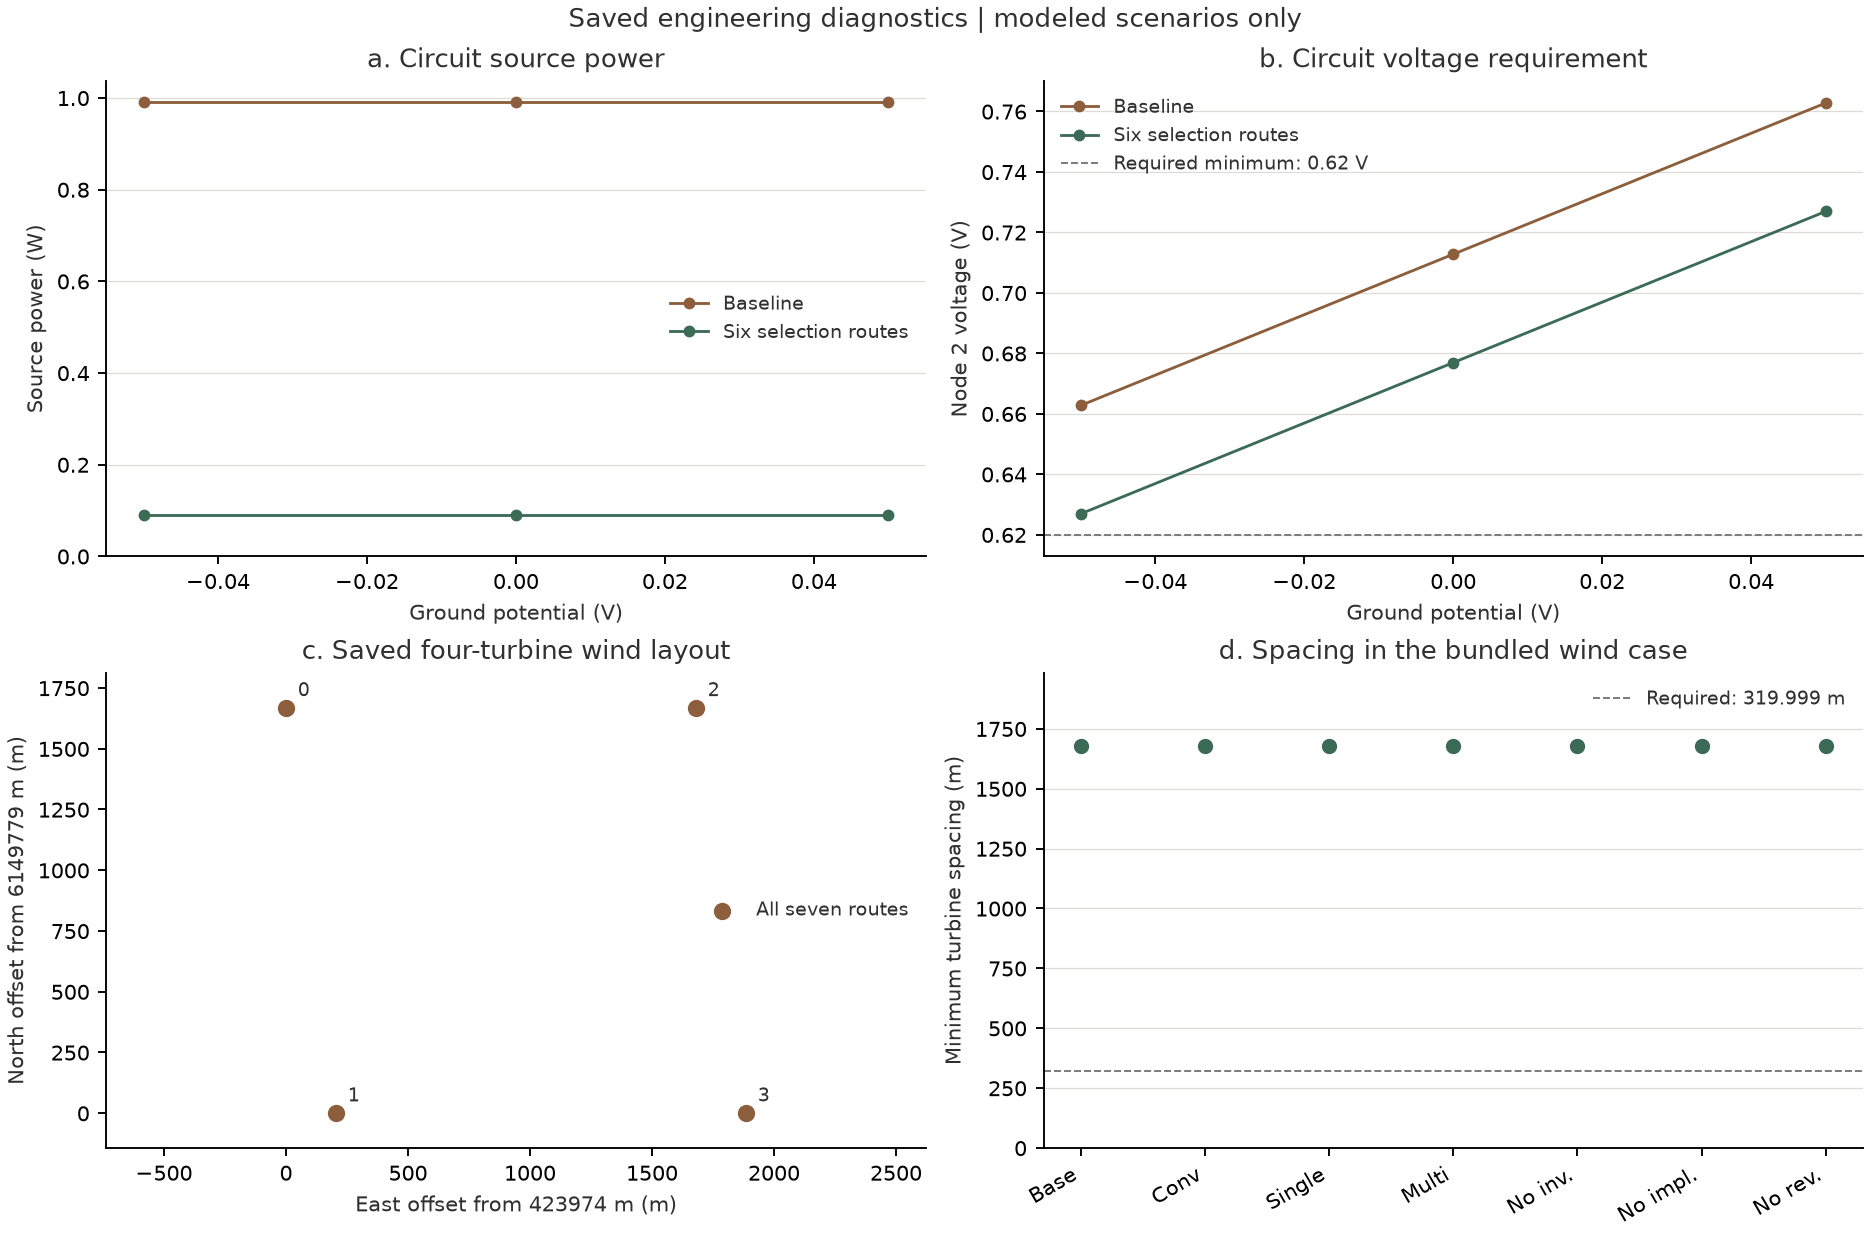 Saved engineering diagnostics | modeled scenarios only
a. Circuit source power
Source power (W)
1.0
0.8
0.6
0.4
0.2
0.0
Baseline
Six selection routes
−0.04
−0.02
0.00
0.02
0.04
Ground potential (V)
b. Circuit voltage requirement
Node 2 voltage (V)
0.76
0.74
0.72
0.70
0.68
0.66
0.64
0.62
Baseline
Six selection routes
Required minimum: 0.62 V
−0.04
−0.02
0.00
0.02
0.04
Ground potential (V)
c. Saved four-turbine wind layout
North offset from 6149779 m (m)
1750
1500
1250
1000
750
500
250
0
0
2
All seven routes
1
3
−500
0
500
1000
1500
2000
2500
East offset from 423974 m (m)
d. Spacing in the bundled wind case
Minimum turbine spacing (m)
1750
1500
1250
1000
750
500
250
0
Required: 319.999 m
Base
Conv
Single
Multi
No inv.
No impl.
No rev.